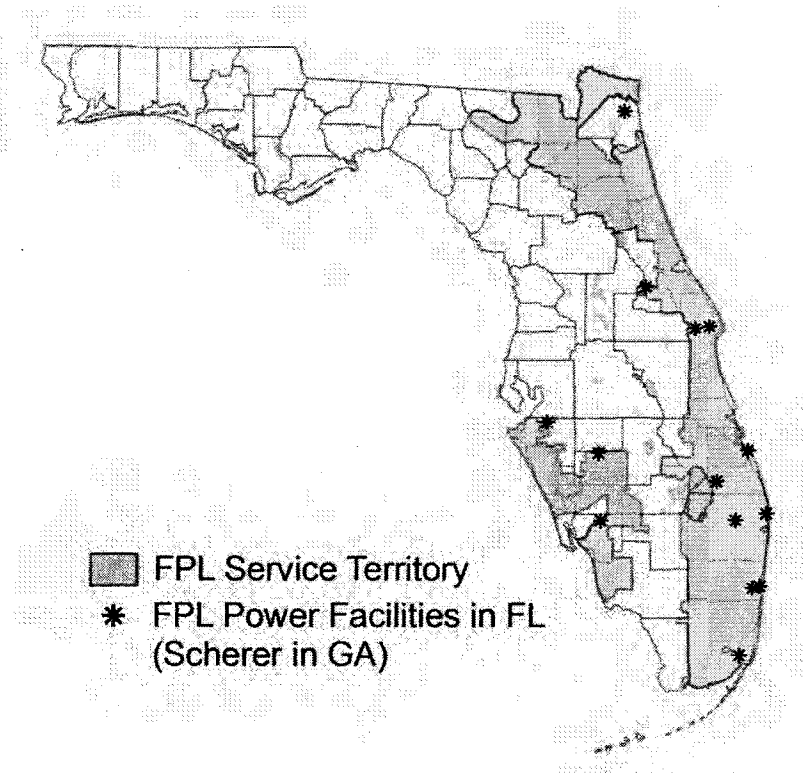 FPL Service Territory
FPL Power Facilities in FL
(Scherer in GA)